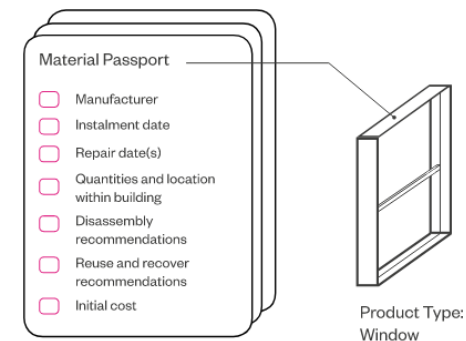 Material Passport
Manufacturer
Instalment date
Repair date(s)
Quantities and location
within building
Disassembly
recommendations
Reuse and recover
recommendations
Initial cost
Product Type:
Window